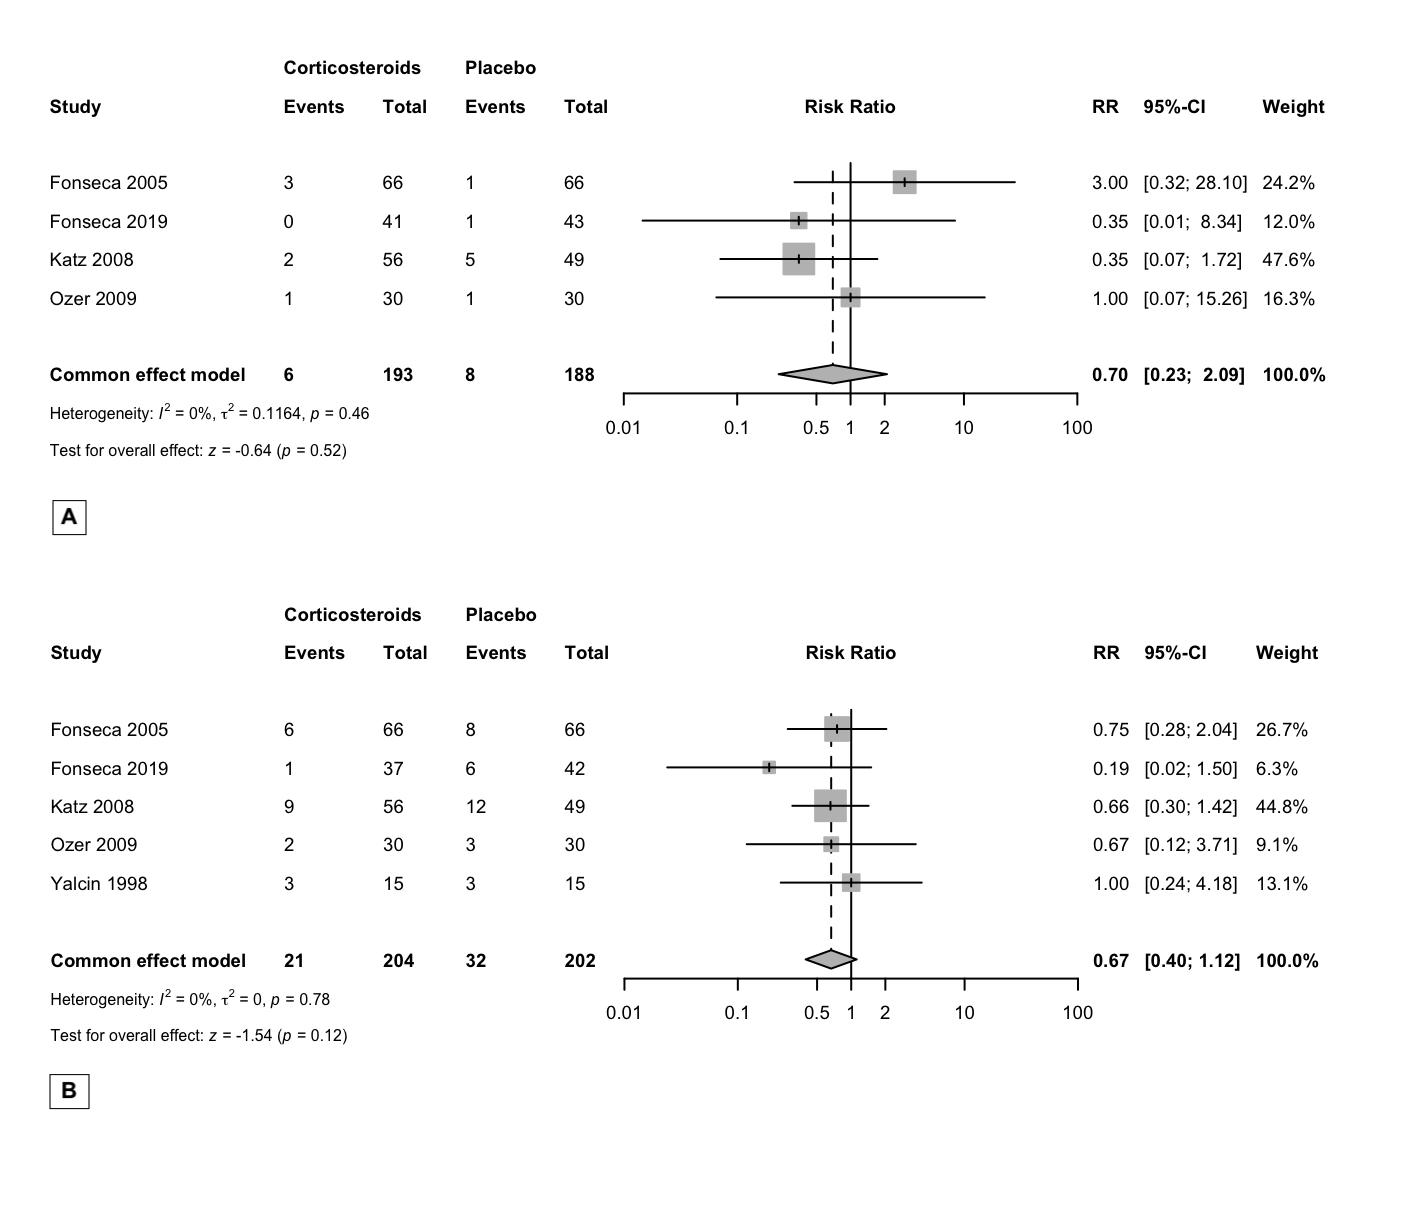 Corticosteroids Placebo
Study Events Total Events Total Risk Ratio RR 95%-CI Weight
Fonseca 2005 3 66 1 66 3.00 [0.32; 28.10] 24.2%
Fonseca 2019 0 41 1 43 0.35 [0.01; 8.34] 12.0%
Katz 2008 2 56 5 49 0.35 [0.07; 1.72] 47.6%
Ozer 2009 1 30 1 30 1.00 [0.07; 15.26] 16.3%
Common effect model 6 193 8 188 0.70 [0.23; 2.09] 100.0%
Heterogeneity: I² = 0%, τ² = 0.1164, p = 0.46
0.01 0.1 0.5 1 2 10 100
Test for overall effect: z = -0.64 (p = 0.52)
A
Corticosteroids Placebo
Study Events Total Events Total Risk Ratio RR 95%-CI Weight
Fonseca 2005 6 66 8 66 0.75 [0.28; 2.04] 26.7%
Fonseca 2019 1 37 6 42 0.19 [0.02; 1.50] 6.3%
Katz 2008 9 56 12 49 0.66 [0.30; 1.42] 44.8%
Ozer 2009 2 30 3 30 0.67 [0.12; 3.71] 9.1%
Yalcin 1998 3 15 3 15 1.00 [0.24; 4.18] 13.1%
Common effect model 21 204 32 202 0.67 [0.40; 1.12] 100.0%
Heterogeneity: I² = 0%, τ² = 0, p = 0.78
0.01 0.1 0.5 1 2 10 100
Test for overall effect: z = -1.54 (p = 0.12)
B